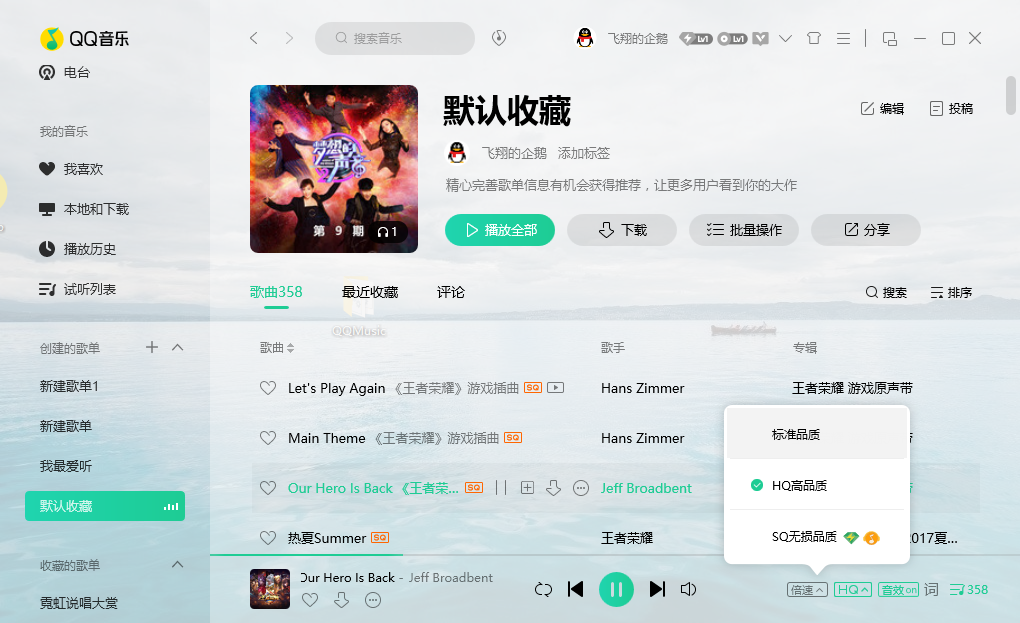 QQ音乐
搜索音乐
飞翔的企鹅 Lv1 Lv1
电台
我的音乐
我喜欢
本地和下载
播放历史
试听列表
创建的歌单
新建歌单1
新建歌单
我最爱听
默认收藏
收藏的歌单
霓虹说唱大赏
梦想的声音
第 9 期
1
默认收藏
编辑 投稿
飞翔的企鹅 添加标签
精心完善歌单信息有机会获得推荐，让更多用户看到你的大作
播放全部 下载 批量操作 分享
歌曲358 最近收藏 评论 搜索 排序
QQMusic
歌曲 歌手 专辑
Let's Play Again 《王者荣耀》游戏插曲 SQ Hans Zimmer 王者荣耀 游戏原声带
Main Theme 《王者荣耀》游戏插曲 SQ Hans Zimmer
Our Hero Is Back 《王者荣... SQ Jeff Broadbent
热夏Summer SQ 王者荣耀 2017夏...
标准品质
HQ高品质
SQ无损品质
Our Hero Is Back - Jeff Broadbent
倍速 HQ 音效on 词 358